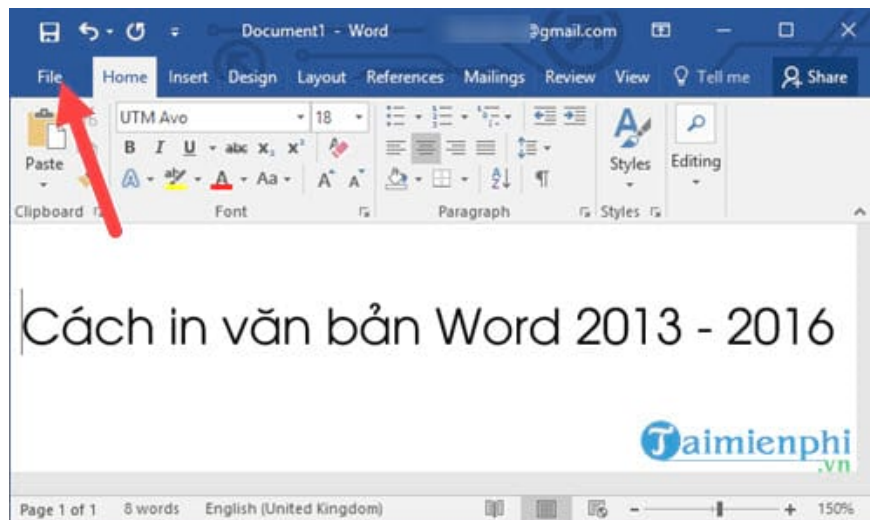 Document1 - Word @gmail.com
File Home Insert Design Layout References Mailings Review View Tell me Share
UTM Avo 18
B I U abc X₂ X² A
Paste A aby A Aa A A Styles Editing
Clipboard Font Paragraph Styles
Cách in văn bản Word 2013 - 2016
Taimienphi
.vn
Page 1 of 1 8 words English (United Kingdom) - + 150%